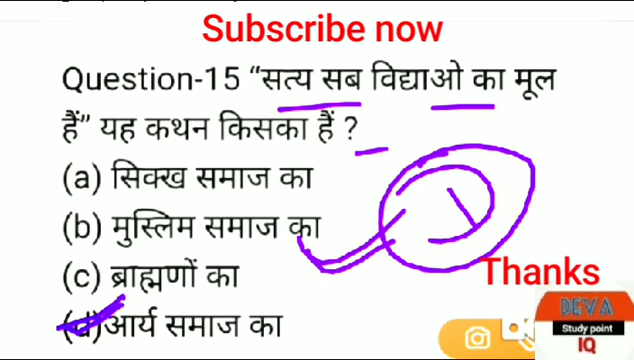 Subscribe now
Question-15 “सत्य सब विद्याओ का मूल
हैं” यह कथन किसका हैं ?
(a) सिक्ख समाज का
(b) मुस्लिम समाज का
(c) ब्राह्मणों का
(d) आर्य समाज का
Thanks
DEVA
Study point
IQ